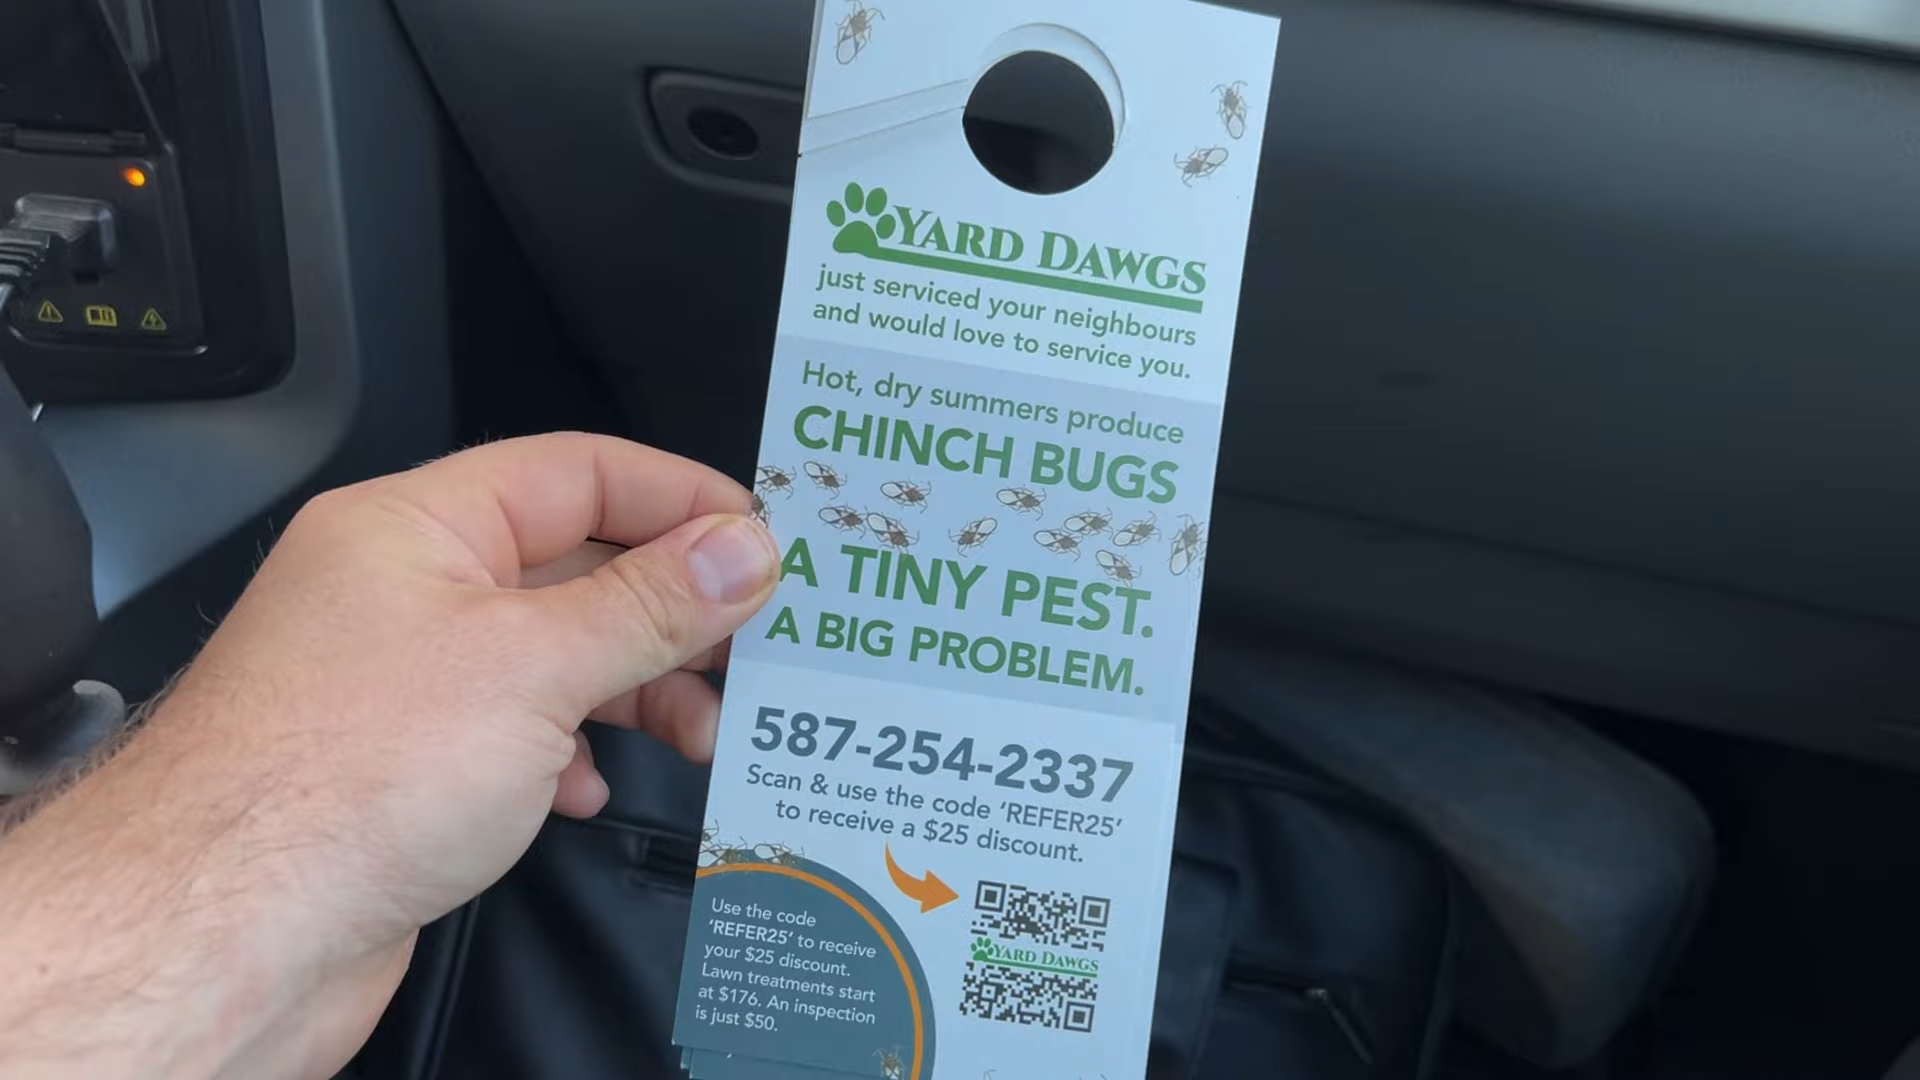 YARD DAWGS
just serviced your neighbours
and would love to service you.
Hot, dry summers produce
CHINCH BUGS
A TINY PEST.
A BIG PROBLEM.
587-254-2337
Scan & use the code ‘REFER25’
to receive a $25 discount.
Use the code
‘REFER25’ to receive
your $25 discount.
Lawn treatments start
at $176. An inspection
is just $50.
YARD DAWGS